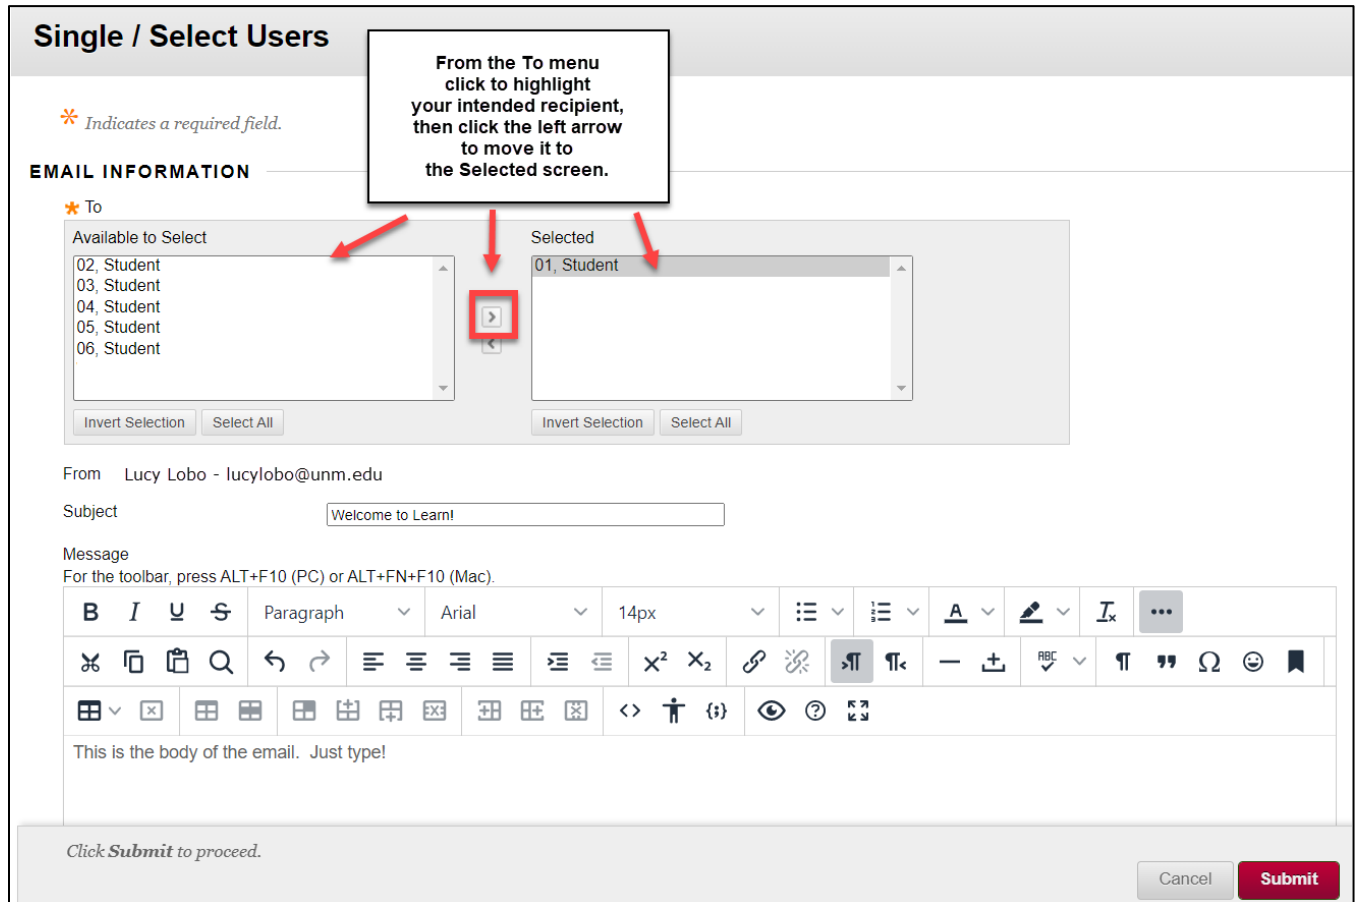 Single / Select Users
From the To menu
click to highlight
your intended recipient,
then click the left arrow
to move it to
the Selected screen.
* Indicates a required field.
EMAIL INFORMATION
* To
Available to Select
02, Student
03, Student
04, Student
05, Student
06, Student
Invert Selection Select All
Selected
01, Student
Invert Selection Select All
From Lucy Lobo - lucylobo@unm.edu
Subject Welcome to Learn!
Message
For the toolbar, press ALT+F10 (PC) or ALT+FN+F10 (Mac).
B I U S Paragraph Arial 14px A
ABC
This is the body of the email. Just type!
Click Submit to proceed.
Cancel Submit